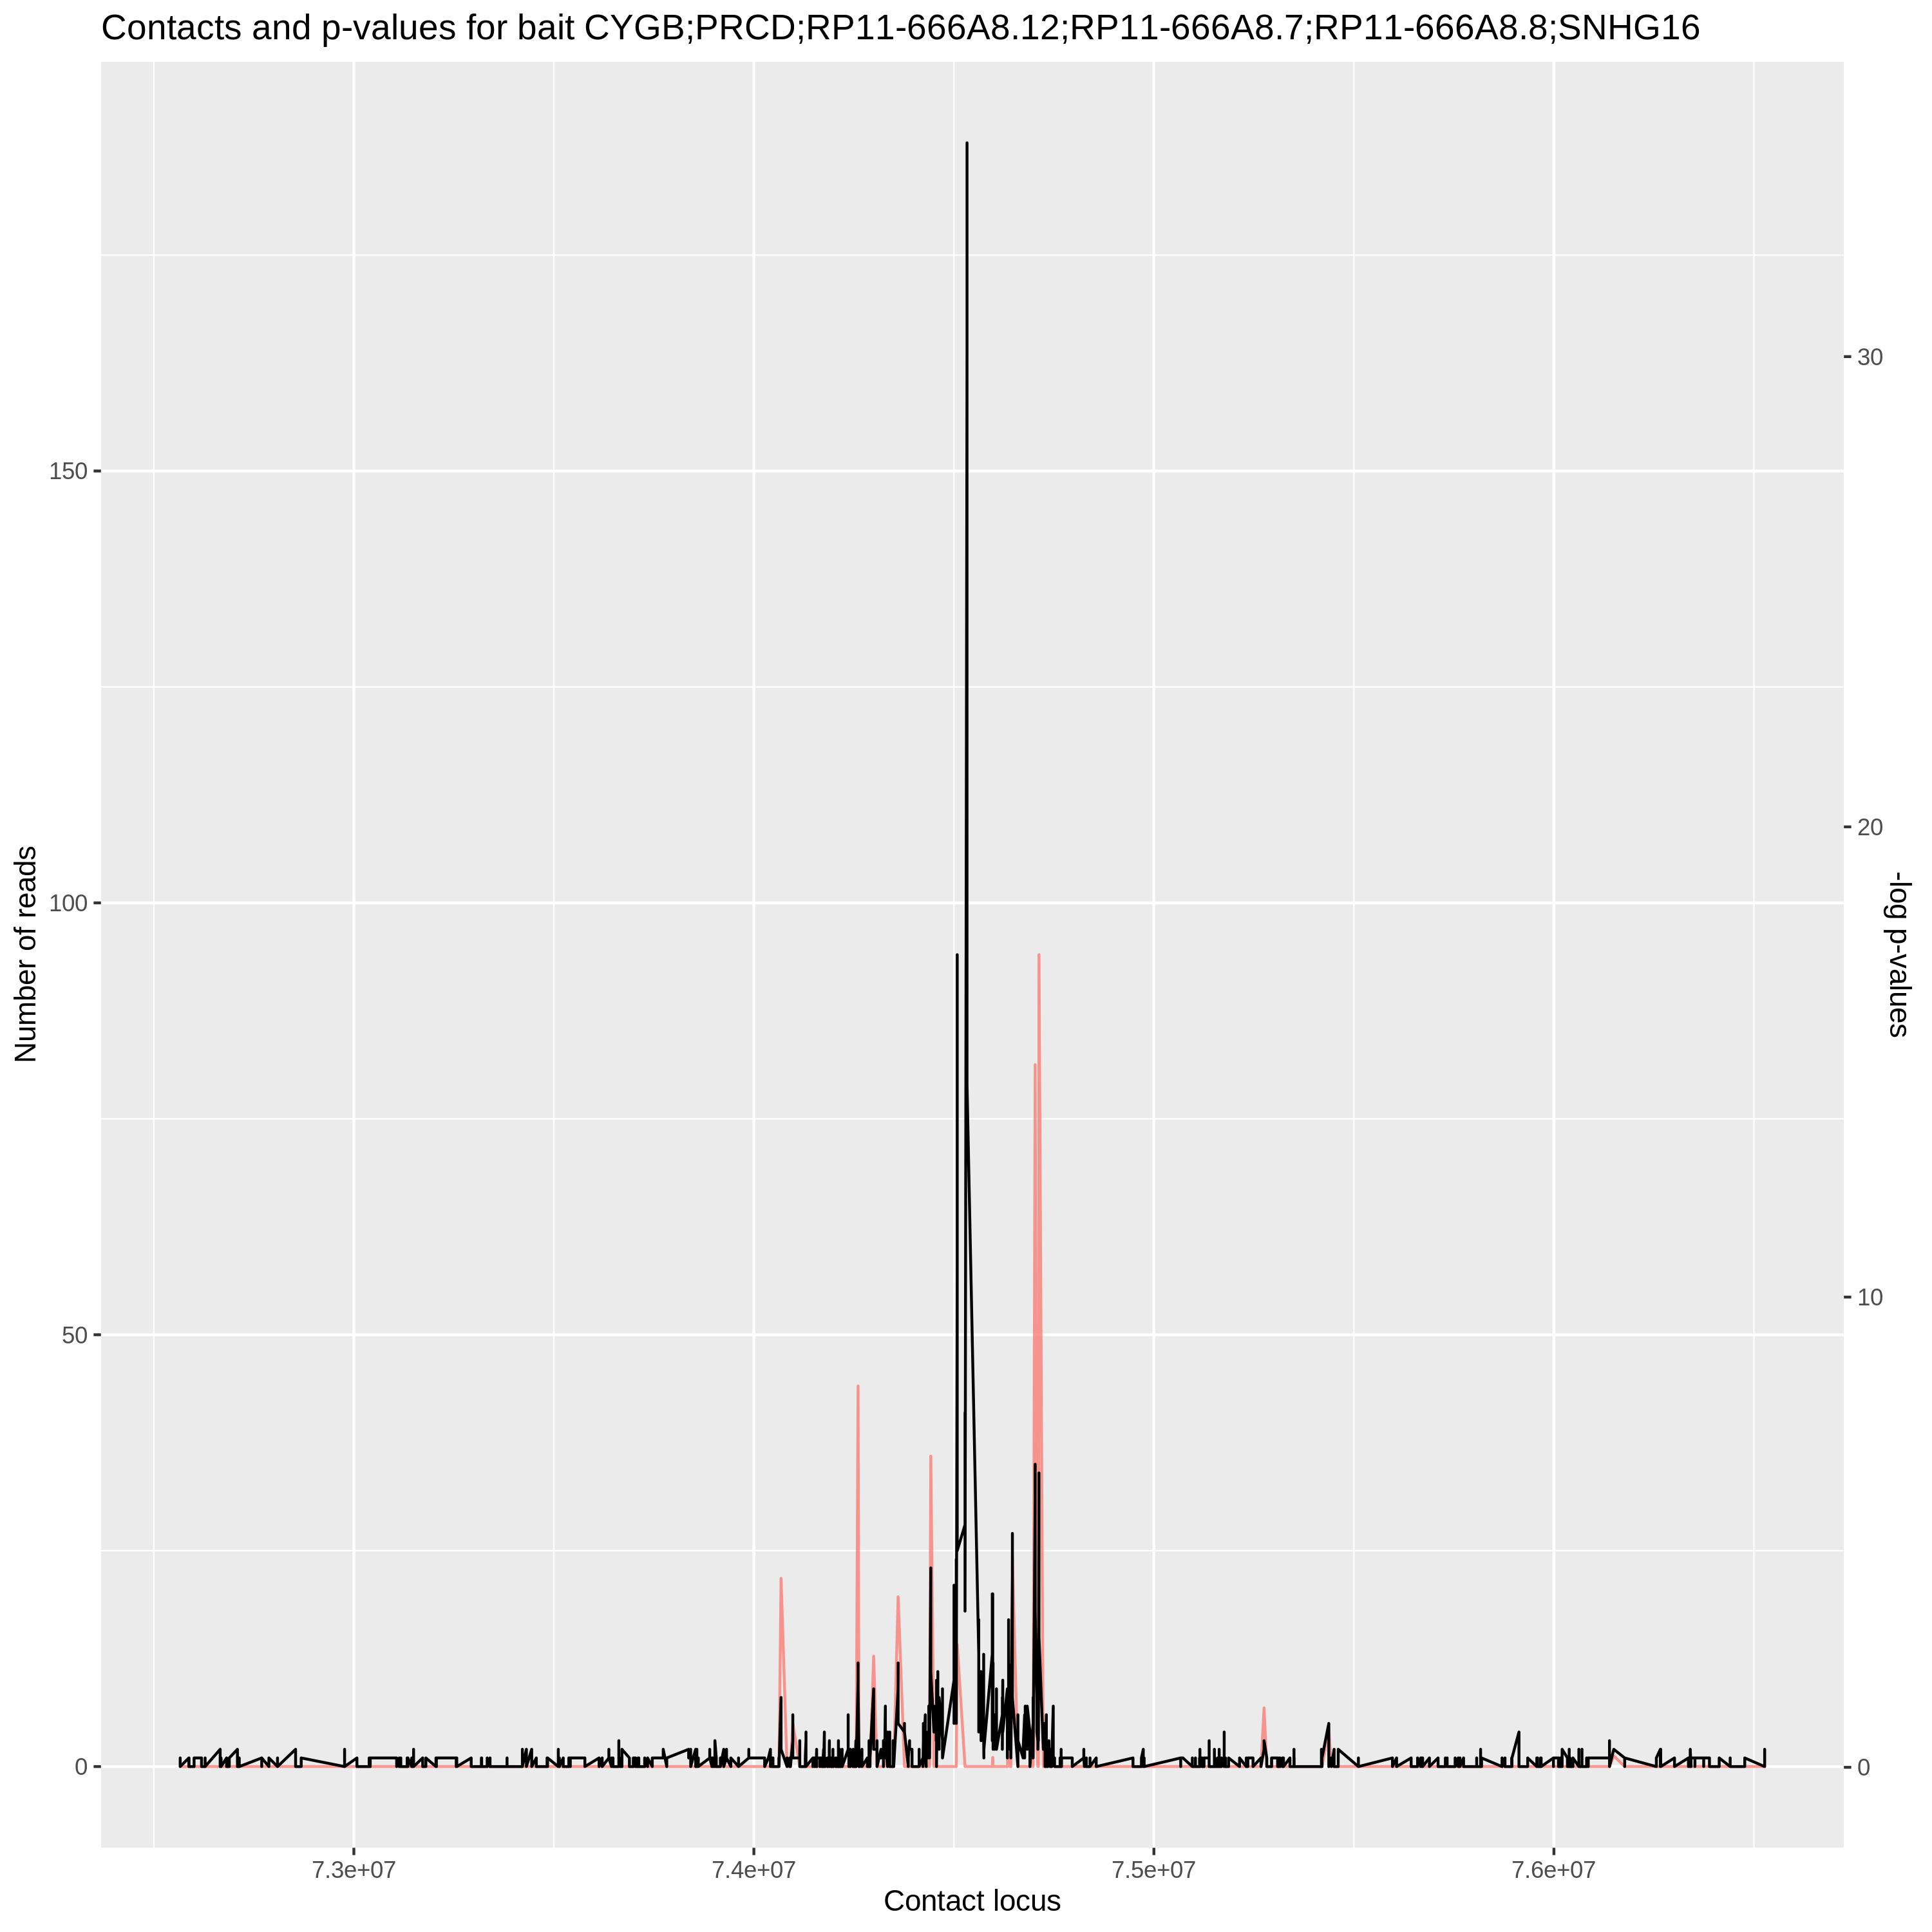 Contacts and p-values for bait CYGB;PRCD;RP11-666A8.12;RP11-666A8.7;RP11-666A8.8;SNHG16
Number of reads
150
100
50
0
30
20
10
0
-log p-values
7.3e+07
7.4e+07
7.5e+07
7.6e+07
Contact locus